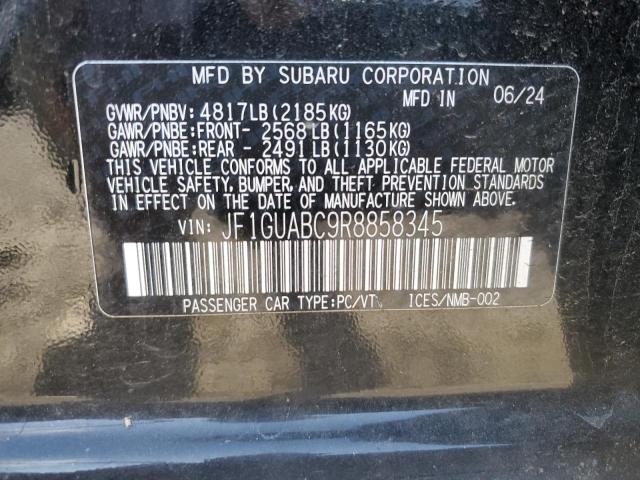 MFD BY SUBARU CORPORATION
MFD IN 06/24
GVWR/PNBV: 4817LB (2185KG)
GAWR/PNBE:FRONT- 2568LB (1165KG)
GAWR/PNBE:REAR - 2491LB (1130KG)
THIS VEHICLE CONFORMS TO ALL APPLICABLE FEDERAL MOTOR
VEHICLE SAFETY, BUMPER, AND THEFT PREVENTION STANDARDS
IN EFFECT ON THE DATE OF MANUFACTURE SHOWN ABOVE.
VIN: JF1GUABC9R8858345
PASSENGER CAR TYPE:PC/VT ICES/NMB-002